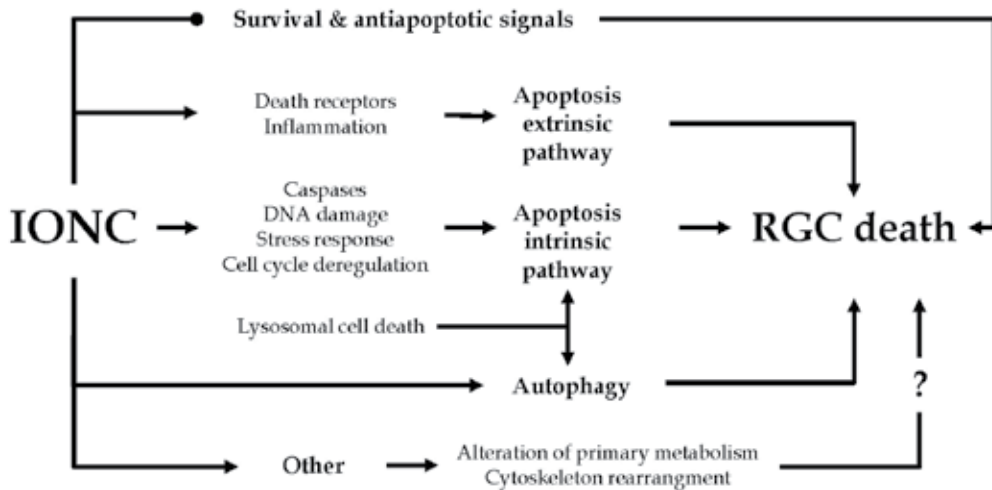 Survival & antiapoptotic signals
Death receptors
Inflammation
Apoptosis
extrinsic
pathway
IONC
Caspases
DNA damage
Stress response
Cell cycle deregulation
Apoptosis
intrinsic
pathway
RGC death
Lysosomal cell death
Autophagy
?
Other
Alteration of primary metabolism
Cytoskeleton rearrangment